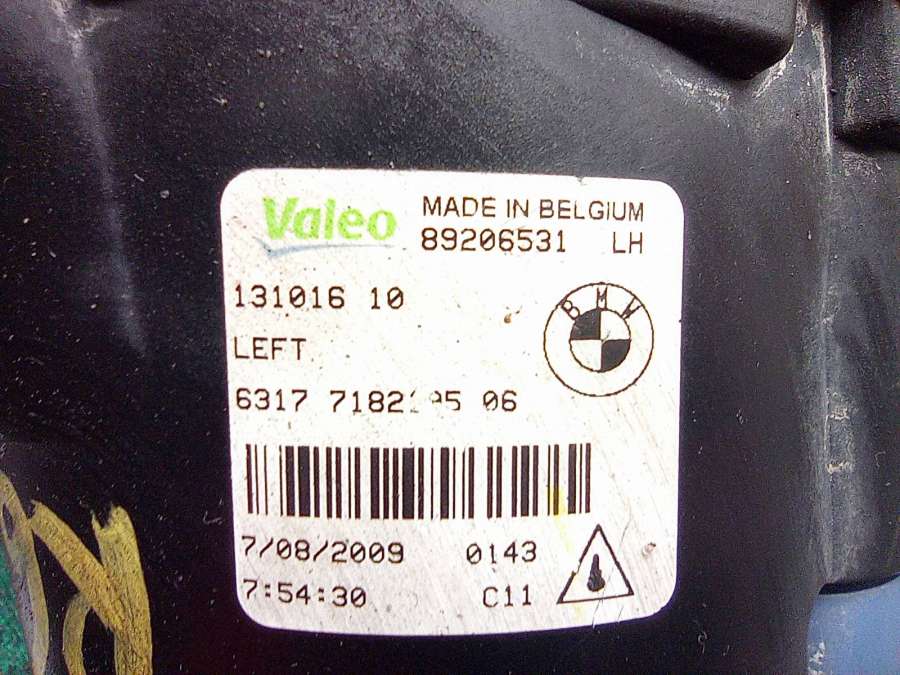 Valeo
MADE IN BELGIUM
89206531 LH
131016 10
BMW
LEFT
6317 06
7/08/2009 0143
7:54:30 C11